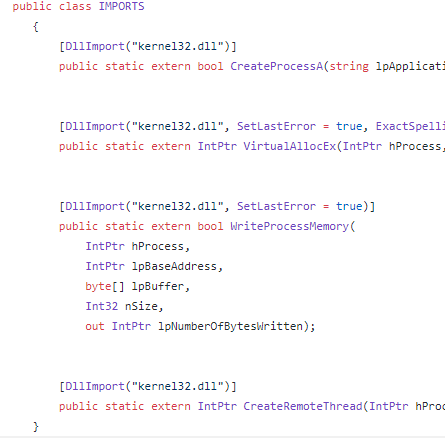 public class IMPORTS
{
[DllImport("kernel32.dll")]
public static extern bool CreateProcessA(string lpApplicati
[DllImport("kernel32.dll", SetLastError = true, ExactSpelli
public static extern IntPtr VirtualAllocEx(IntPtr hProcess,
[DllImport("kernel32.dll", SetLastError = true)]
public static extern bool WriteProcessMemory(
IntPtr hProcess,
IntPtr lpBaseAddress,
byte[] lpBuffer,
Int32 nSize,
out IntPtr lpNumberOfBytesWritten);
[DllImport("kernel32.dll")]
public static extern IntPtr CreateRemoteThread(IntPtr hProc
}